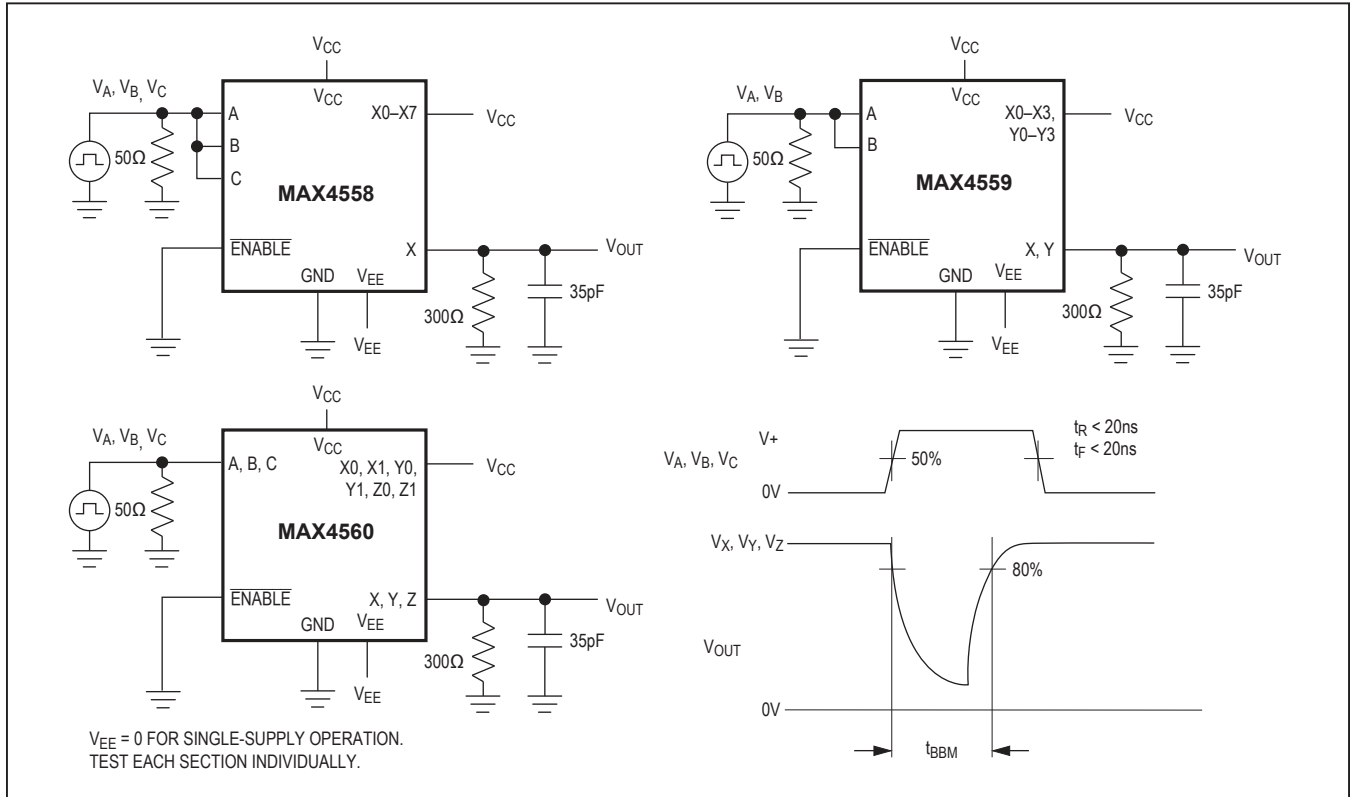 VCC
VCC
VA, VB, VC
A
B
C
50Ω
X0–X7
VCC
MAX4558
ENABLE
X
VOUT
GND
VEE
300Ω
35pF
VEE
VCC
VCC
VA, VB
A
B
50Ω
X0–X3,
Y0–Y3
VCC
MAX4559
ENABLE
X, Y
VOUT
GND
VEE
300Ω
35pF
VEE
VCC
VCC
VA, VB, VC
A, B, C
50Ω
X0, X1, Y0,
Y1, Z0, Z1
VCC
MAX4560
ENABLE
X, Y, Z
VOUT
GND
VEE
300Ω
35pF
VEE
VEE = 0 FOR SINGLE-SUPPLY OPERATION.
TEST EACH SECTION INDIVIDUALLY.
V+
VA, VB, VC
0V
50%
tR < 20ns
tF < 20ns
VX, VY, VZ
80%
VOUT
0V
tBBM